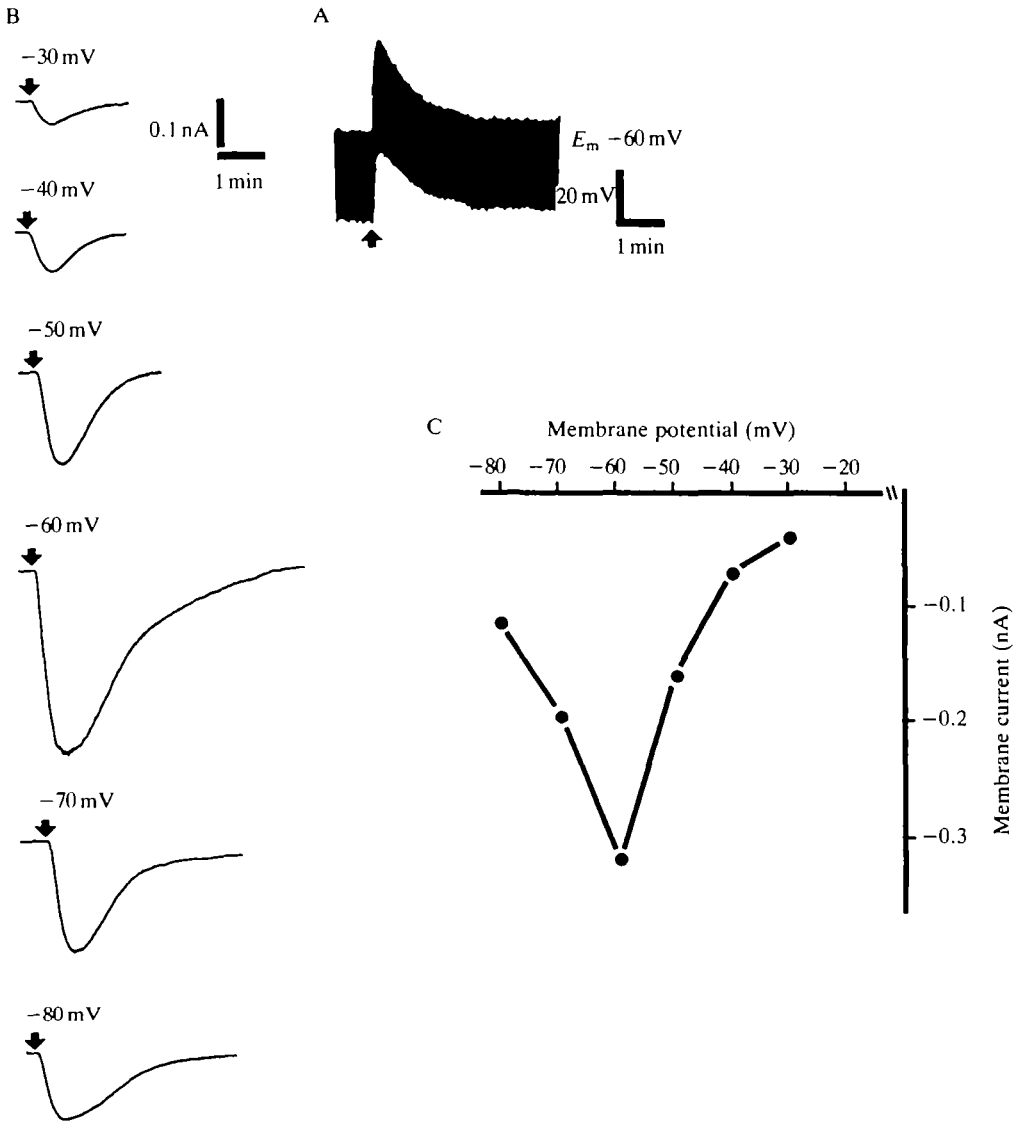 B
−30 mV
0.1 nA
1 min
−40 mV
−50 mV
−60 mV
−70 mV
−80 mV
A
E_m −60 mV
20 mV
1 min
C
Membrane potential (mV)
−80 −70 −60 −50 −40 −30 −20
−0.1
−0.2
−0.3
Membrane current (nA)